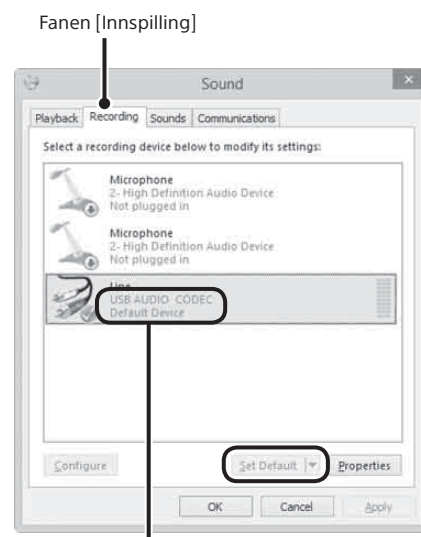 Fanen [Innspilling]
Sound
Playback Recording Sounds Communications
Select a recording device below to modify its settings:
Microphone
2- High Definition Audio Device
Not plugged in
Microphone
2- High Definition Audio Device
Not plugged in
Line
USB AUDIO CODEC
Default Device
Configure Set Default Properties
OK Cancel Apply